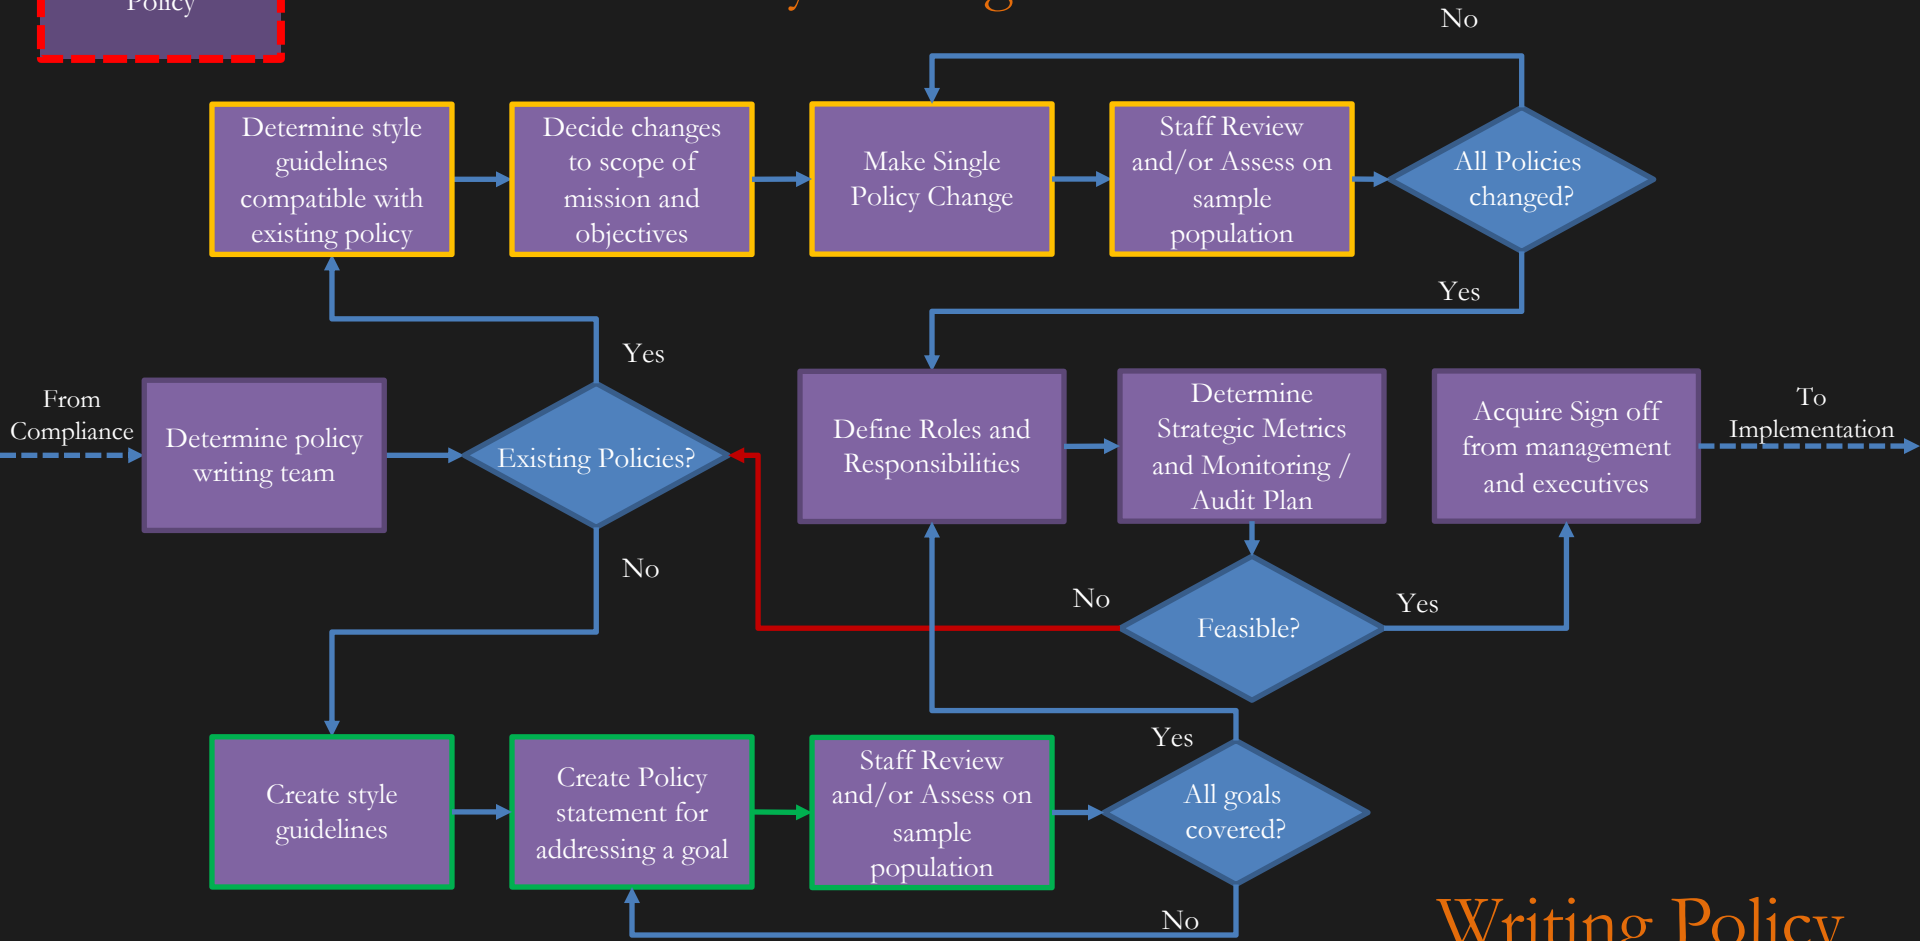 Policy
No
Determine style
guidelines
compatible with
existing policy
Decide changes
to scope of
mission and
objectives
Make Single
Policy Change
Staff Review
and/or Assess on
sample
population
All Policies
changed?
Yes
Yes
From
Compliance
Determine policy
writing team
Existing Policies?
Define Roles and
Responsibilities
Determine
Strategic Metrics
and Monitoring /
Audit Plan
Acquire Sign off
from management
and executives
To
Implementation
No
No
Feasible?
Yes
Create style
guidelines
Create Policy
statement for
addressing a goal
Staff Review
and/or Assess on
sample
population
Yes
All goals
covered?
No
Writing Policy